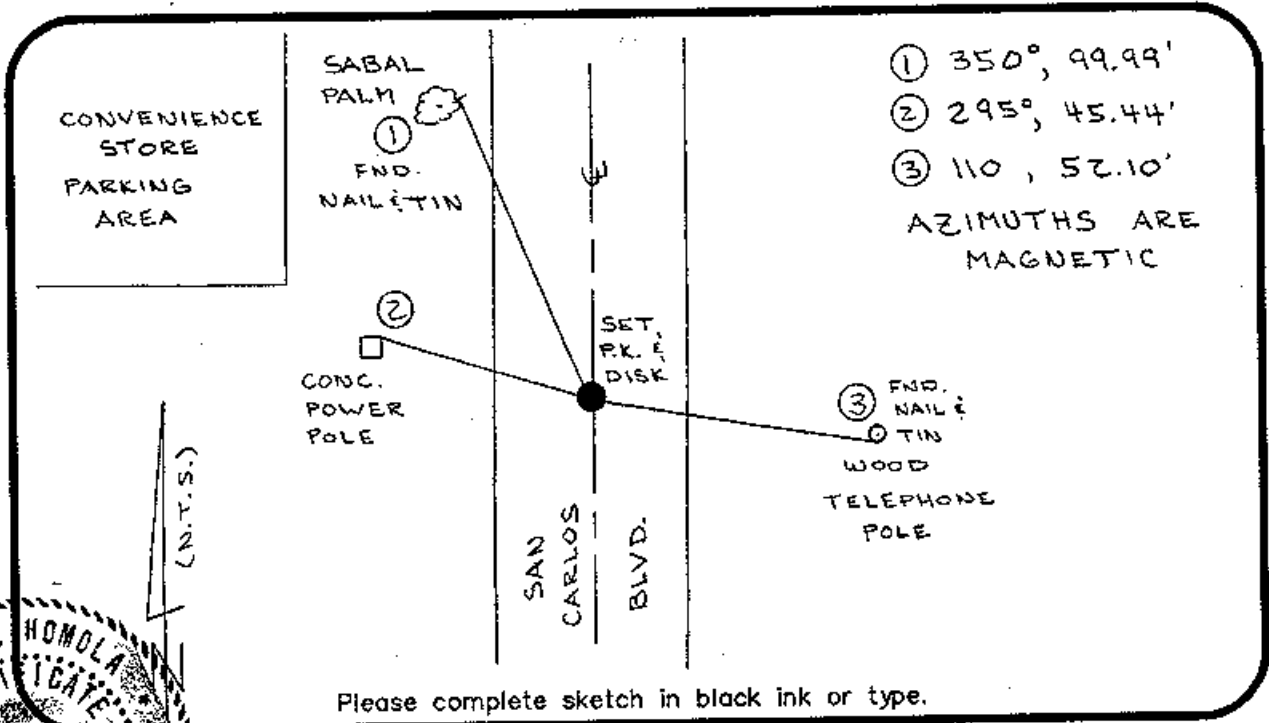 CONVENIENCE
STORE
PARKING
AREA
SABAL
PALM
①
FND.
NAIL & TIN
① 350°, 99.99'
② 295°, 45.44'
③ 110 , 52.10'
AZIMUTHS ARE
MAGNETIC
②
CONC.
POWER
POLE
SET.
P.K. &
DISK
③
FND.
NAIL &
TIN
WOOD
TELEPHONE
POLE
(N.T.S.)
SAN
CARLOS
BLVD.
HOMOLA
Please complete sketch in black ink or type.